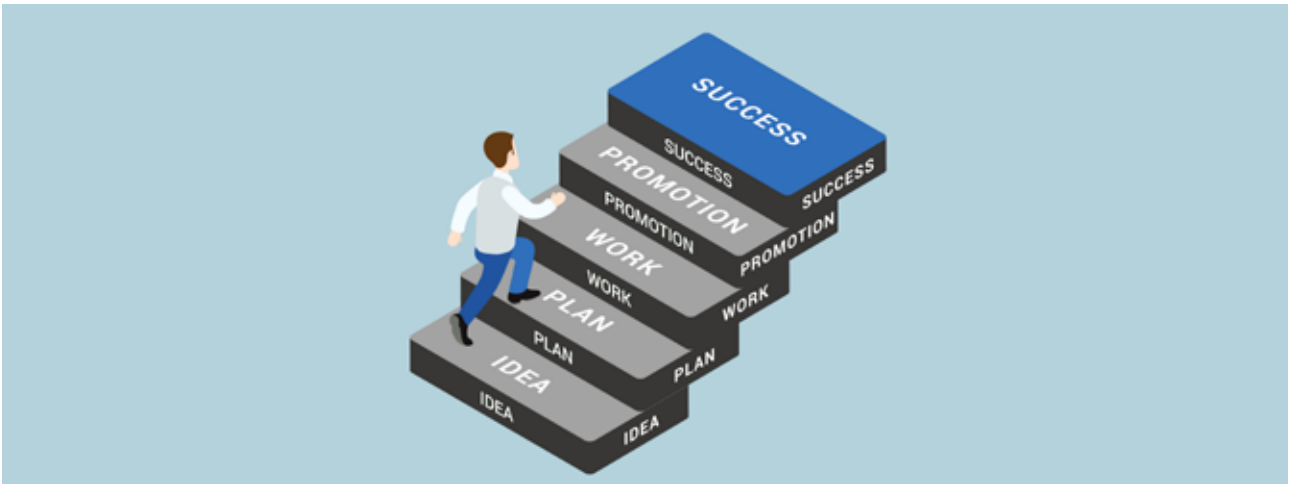 SUCCESS
SUCCESS
SUCCESS
PROMOTION
PROMOTION
PROMOTION
WORK
WORK
WORK
PLAN
PLAN
PLAN
IDEA
IDEA
IDEA